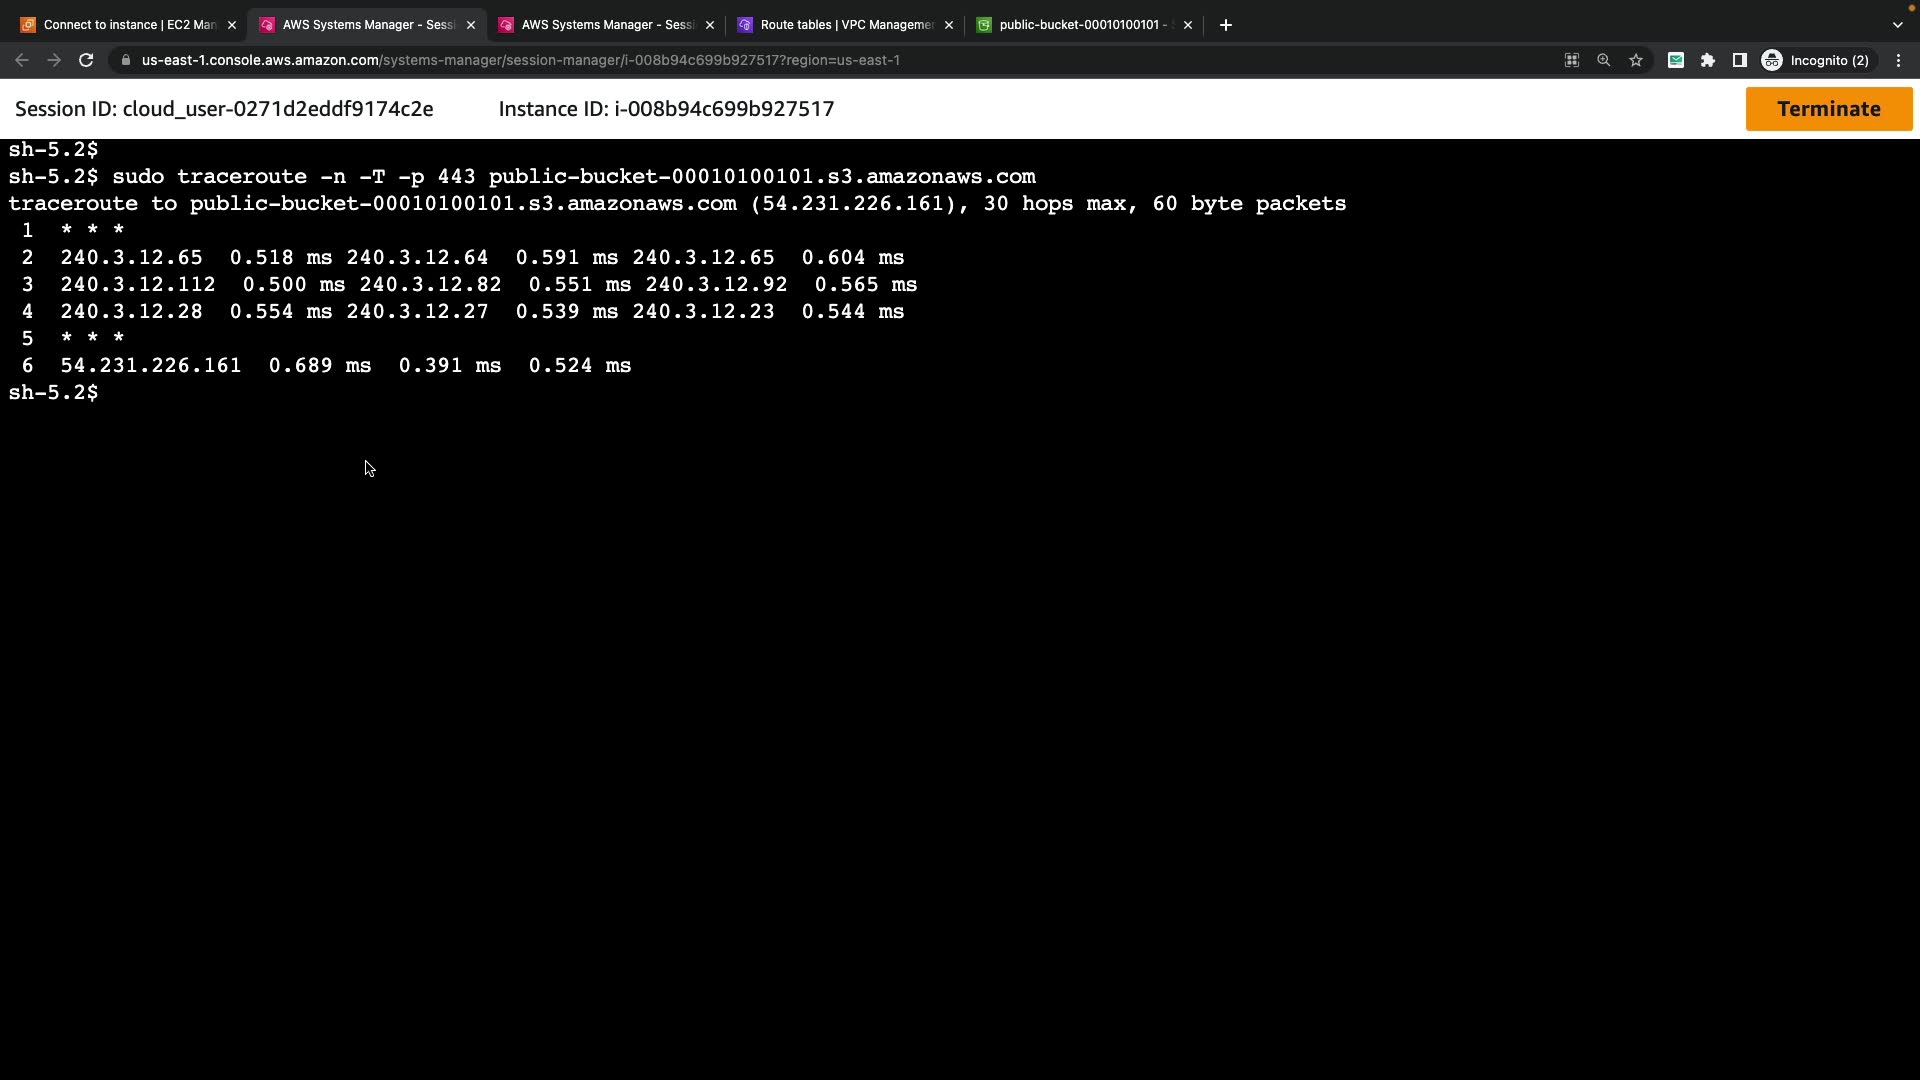 Connect to instance | EC2 Man
AWS Systems Manager - Sessi
AWS Systems Manager - Sessi
Route tables | VPC Managemen
public-bucket-00010100101 -
us-east-1.console.aws.amazon.com/systems-manager/session-manager/i-008b94c699b927517?region=us-east-1
Incognito (2)
Session ID: cloud_user-0271d2eddf9174c2e Instance ID: i-008b94c699b927517 Terminate
sh-5.2$
sh-5.2$ sudo traceroute -n -T -p 443 public-bucket-00010100101.s3.amazonaws.com
traceroute to public-bucket-00010100101.s3.amazonaws.com (54.231.226.161), 30 hops max, 60 byte packets
1 * * *
2 240.3.12.65 0.518 ms 240.3.12.64 0.591 ms 240.3.12.65 0.604 ms
3 240.3.12.112 0.500 ms 240.3.12.82 0.551 ms 240.3.12.92 0.565 ms
4 240.3.12.28 0.554 ms 240.3.12.27 0.539 ms 240.3.12.23 0.544 ms
5 * * *
6 54.231.226.161 0.689 ms 0.391 ms 0.524 ms
sh-5.2$